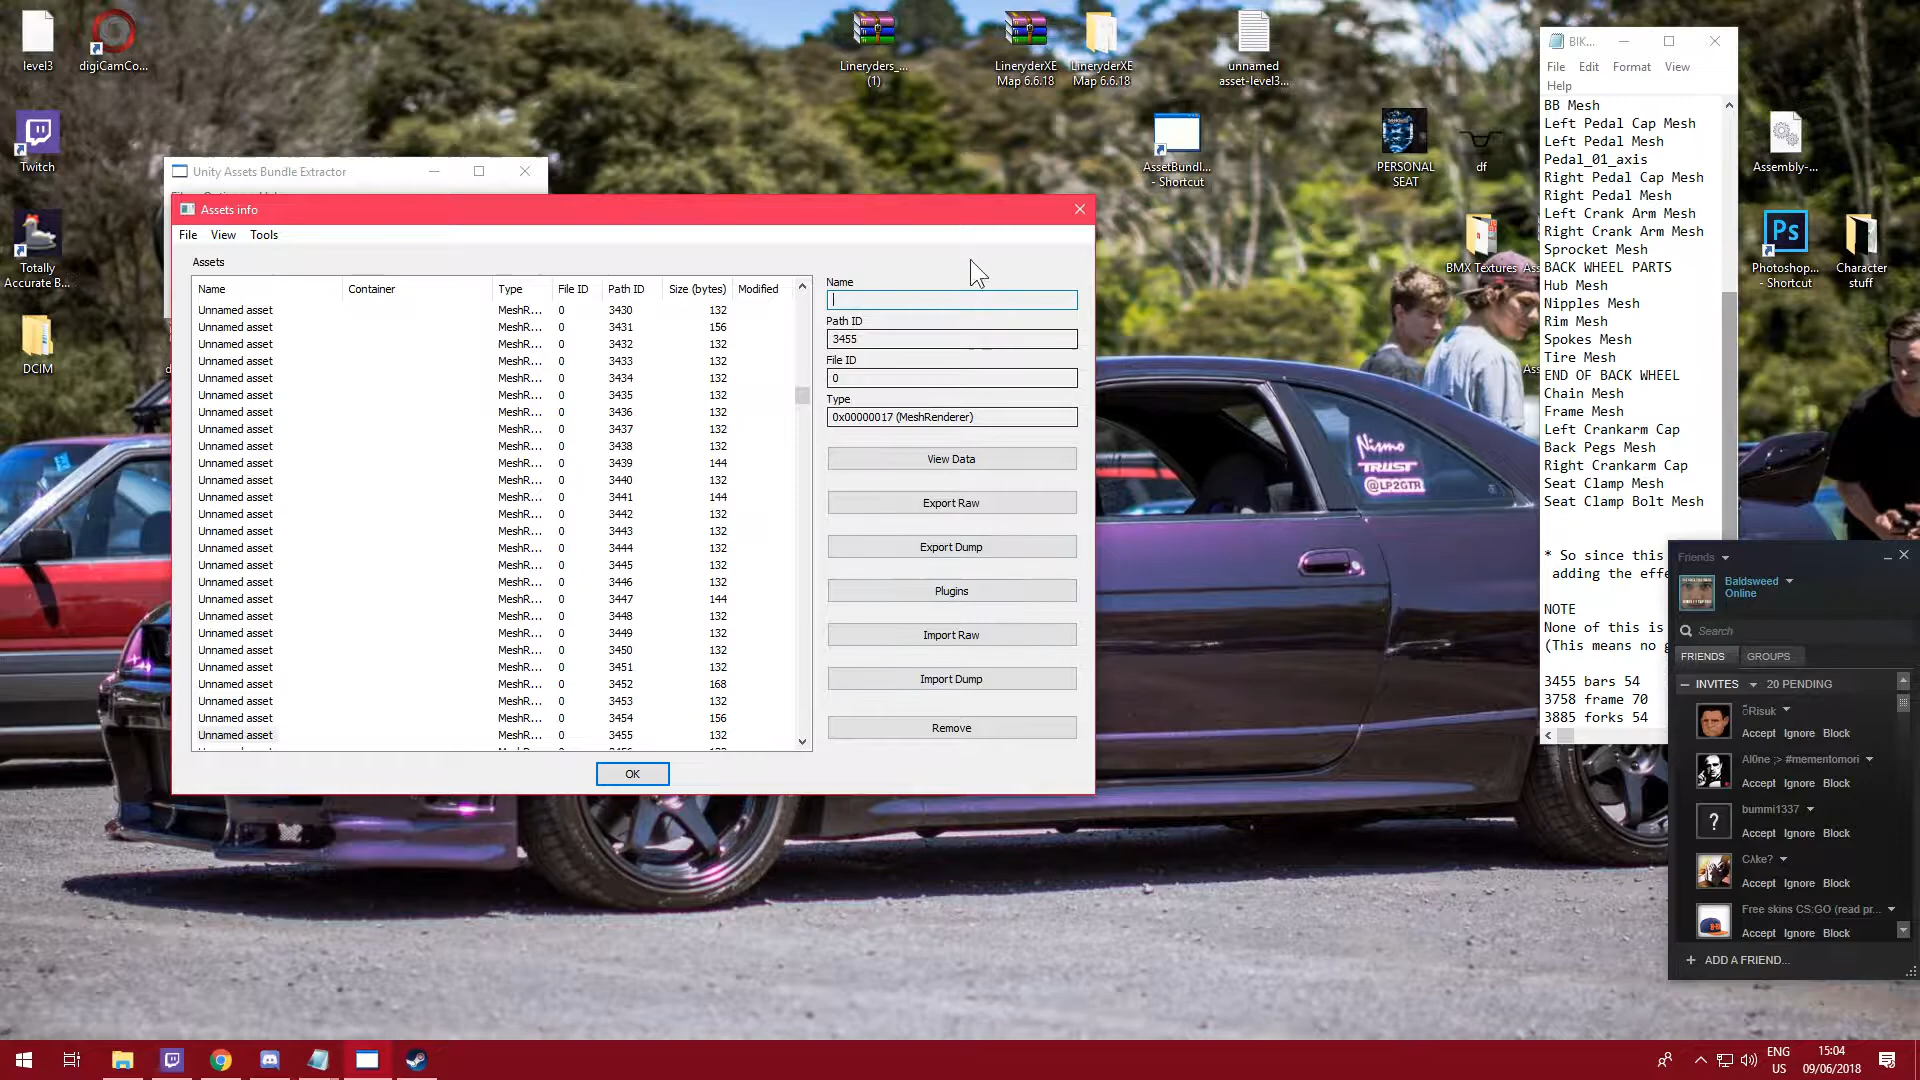 level3
digiCamCo...
Twitch
Totally
Accurate B...
DCIM
Lineryders_...
(1)
LineryderXE
Map 6.6.18
LineryderXE
Map 6.6.18
unnamed
asset-level3...
AssetBundl...
- Shortcut
PERSONAL
SEAT
df
BMX Textures
Assembly-...
Ps
Photoshop...
- Shortcut
Character
stuff
Unity Assets Bundle Extractor
Assets info
File View Tools
Assets
Name Container Type File ID Path ID Size (bytes) Modified
Unnamed asset MeshR... 0 3430 132
Unnamed asset MeshR... 0 3431 156
Unnamed asset MeshR... 0 3432 132
Unnamed asset MeshR... 0 3433 132
Unnamed asset MeshR... 0 3434 132
Unnamed asset MeshR... 0 3435 132
Unnamed asset MeshR... 0 3436 132
Unnamed asset MeshR... 0 3437 132
Unnamed asset MeshR... 0 3438 132
Unnamed asset MeshR... 0 3439 144
Unnamed asset MeshR... 0 3440 132
Unnamed asset MeshR... 0 3441 144
Unnamed asset MeshR... 0 3442 132
Unnamed asset MeshR... 0 3443 132
Unnamed asset MeshR... 0 3444 132
Unnamed asset MeshR... 0 3445 132
Unnamed asset MeshR... 0 3446 132
Unnamed asset MeshR... 0 3447 144
Unnamed asset MeshR... 0 3448 132
Unnamed asset MeshR... 0 3449 132
Unnamed asset MeshR... 0 3450 132
Unnamed asset MeshR... 0 3451 132
Unnamed asset MeshR... 0 3452 168
Unnamed asset MeshR... 0 3453 132
Unnamed asset MeshR... 0 3454 156
Unnamed asset MeshR... 0 3455 132
Name
Path ID
3455
File ID
0
Type
0x00000017 (MeshRenderer)
View Data
Export Raw
Export Dump
Plugins
Import Raw
Import Dump
Remove
OK
BIK...
File Edit Format View
Help
BB Mesh
Left Pedal Cap Mesh
Left Pedal Mesh
Pedal_01_axis
Right Pedal Cap Mesh
Right Pedal Mesh
Left Crank Arm Mesh
Right Crank Arm Mesh
Sprocket Mesh
BACK WHEEL PARTS
Hub Mesh
Nipples Mesh
Rim Mesh
Spokes Mesh
Tire Mesh
END OF BACK WHEEL
Chain Mesh
Frame Mesh
Left Crankarm Cap
Back Pegs Mesh
Right Crankarm Cap
Seat Clamp Mesh
Seat Clamp Bolt Mesh
* So since this
adding the effe
NOTE
None of this is
(This means no g
3455 bars 54
3758 frame 70
3885 forks 54
Nismo
TRUST
@LP2GTR
Friends
Baldsweed
Online
Search
FRIENDS GROUPS
INVITES 20 PENDING
Accept Ignore Block
Al0ne ;> #mementomori
Accept Ignore Block
bummi1337
?
Accept Ignore Block
Cλke?
Accept Ignore Block
Free skins CS:GO (read pr...
Accept Ignore Block
+ ADD A FRIEND...
ENG
US
15:04
09/06/2018